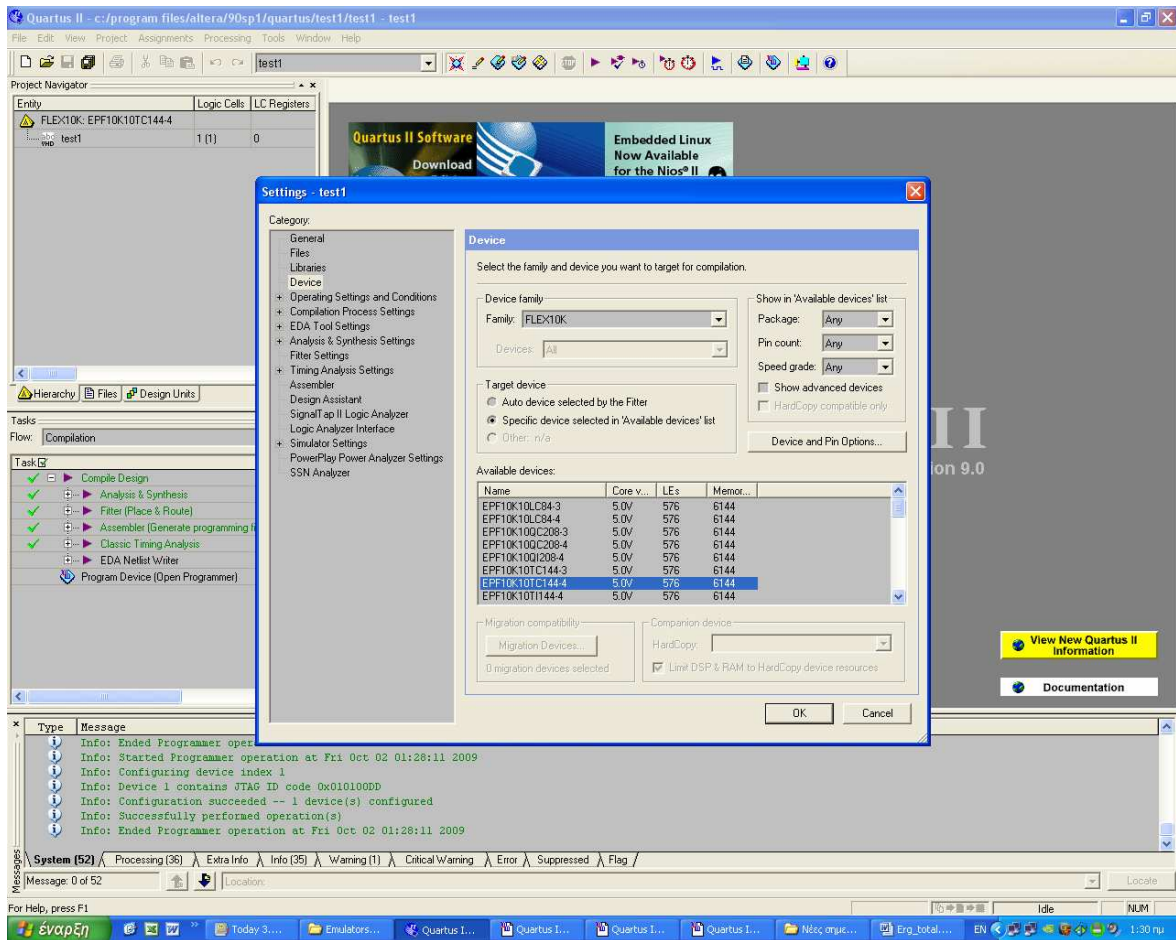 Quartus II - c:/program files/altera/90sp1/quartus/test1/test1 - test1
File Edit View Project Assignments Processing Tools Window Help
test1
Project Navigator
Entity Logic Cells LC Registers
FLEX10K: EPF10K10TC144-4
test1 1 (1) 0
Hierarchy Files Design Units
Quartus II Software
Download
Embedded Linux
Now Available
for the Nios® II
Settings - test1
Category:
General
Files
Libraries
Device
Operating Settings and Conditions
Compilation Process Settings
EDA Tool Settings
Analysis & Synthesis Settings
Fitter Settings
Timing Analysis Settings
Assembler
Design Assistant
SignalTap II Logic Analyzer
Logic Analyzer Interface
Simulator Settings
PowerPlay Power Analyzer Settings
SSN Analyzer
Device
Select the family and device you want to target for compilation.
Device family
Family: FLEX10K
Devices: All
Show in 'Available devices' list
Package: Any
Pin count: Any
Speed grade: Any
Show advanced devices
HardCopy compatible only
Target device
Auto device selected by the Fitter
Specific device selected in 'Available devices' list
Other: n/a
Device and Pin Options...
Available devices:
Name Core v... LEs Memor...
EPF10K10LC84-3 5.0V 576 6144
EPF10K10LC84-4 5.0V 576 6144
EPF10K10QC208-3 5.0V 576 6144
EPF10K10QC208-4 5.0V 576 6144
EPF10K10QI208-4 5.0V 576 6144
EPF10K10TC144-3 5.0V 576 6144
EPF10K10TC144-4 5.0V 576 6144
EPF10K10TI144-4 5.0V 576 6144
Migration compatibility
Migration Devices...
0 migration devices selected
Companion device
HardCopy:
Limit DSP & RAM to HardCopy device resources
OK Cancel
II
ion 9.0
View New Quartus II
Information
Documentation
Tasks
Flow: Compilation
Task
Compile Design
Analysis & Synthesis
Fitter (Place & Route)
Assembler (Generate programming fi
Classic Timing Analysis
EDA Netlist Writer
Program Device (Open Programmer)
Type Message
Info: Ended Programmer oper
Info: Started Programmer operation at Fri Oct 02 01:28:11 2009
Info: Configuring device index 1
Info: Device 1 contains JTAG ID code 0x010100DD
Info: Configuration succeeded -- 1 device(s) configured
Info: Successfully performed operation(s)
Info: Ended Programmer operation at Fri Oct 02 01:28:11 2009
Messages
System (52) Processing (36) Extra Info Info (35) Warning (1) Critical Warning Error Suppressed Flag
Message: 0 of 52 Location: Locate
For Help, press F1 Idle NUM
έναρξη Today 3.... Emulators... Quartus I... Quartus I... Quartus I... Quartus I... Νέες σημε... Erg_total.... EN 1:30 πμ